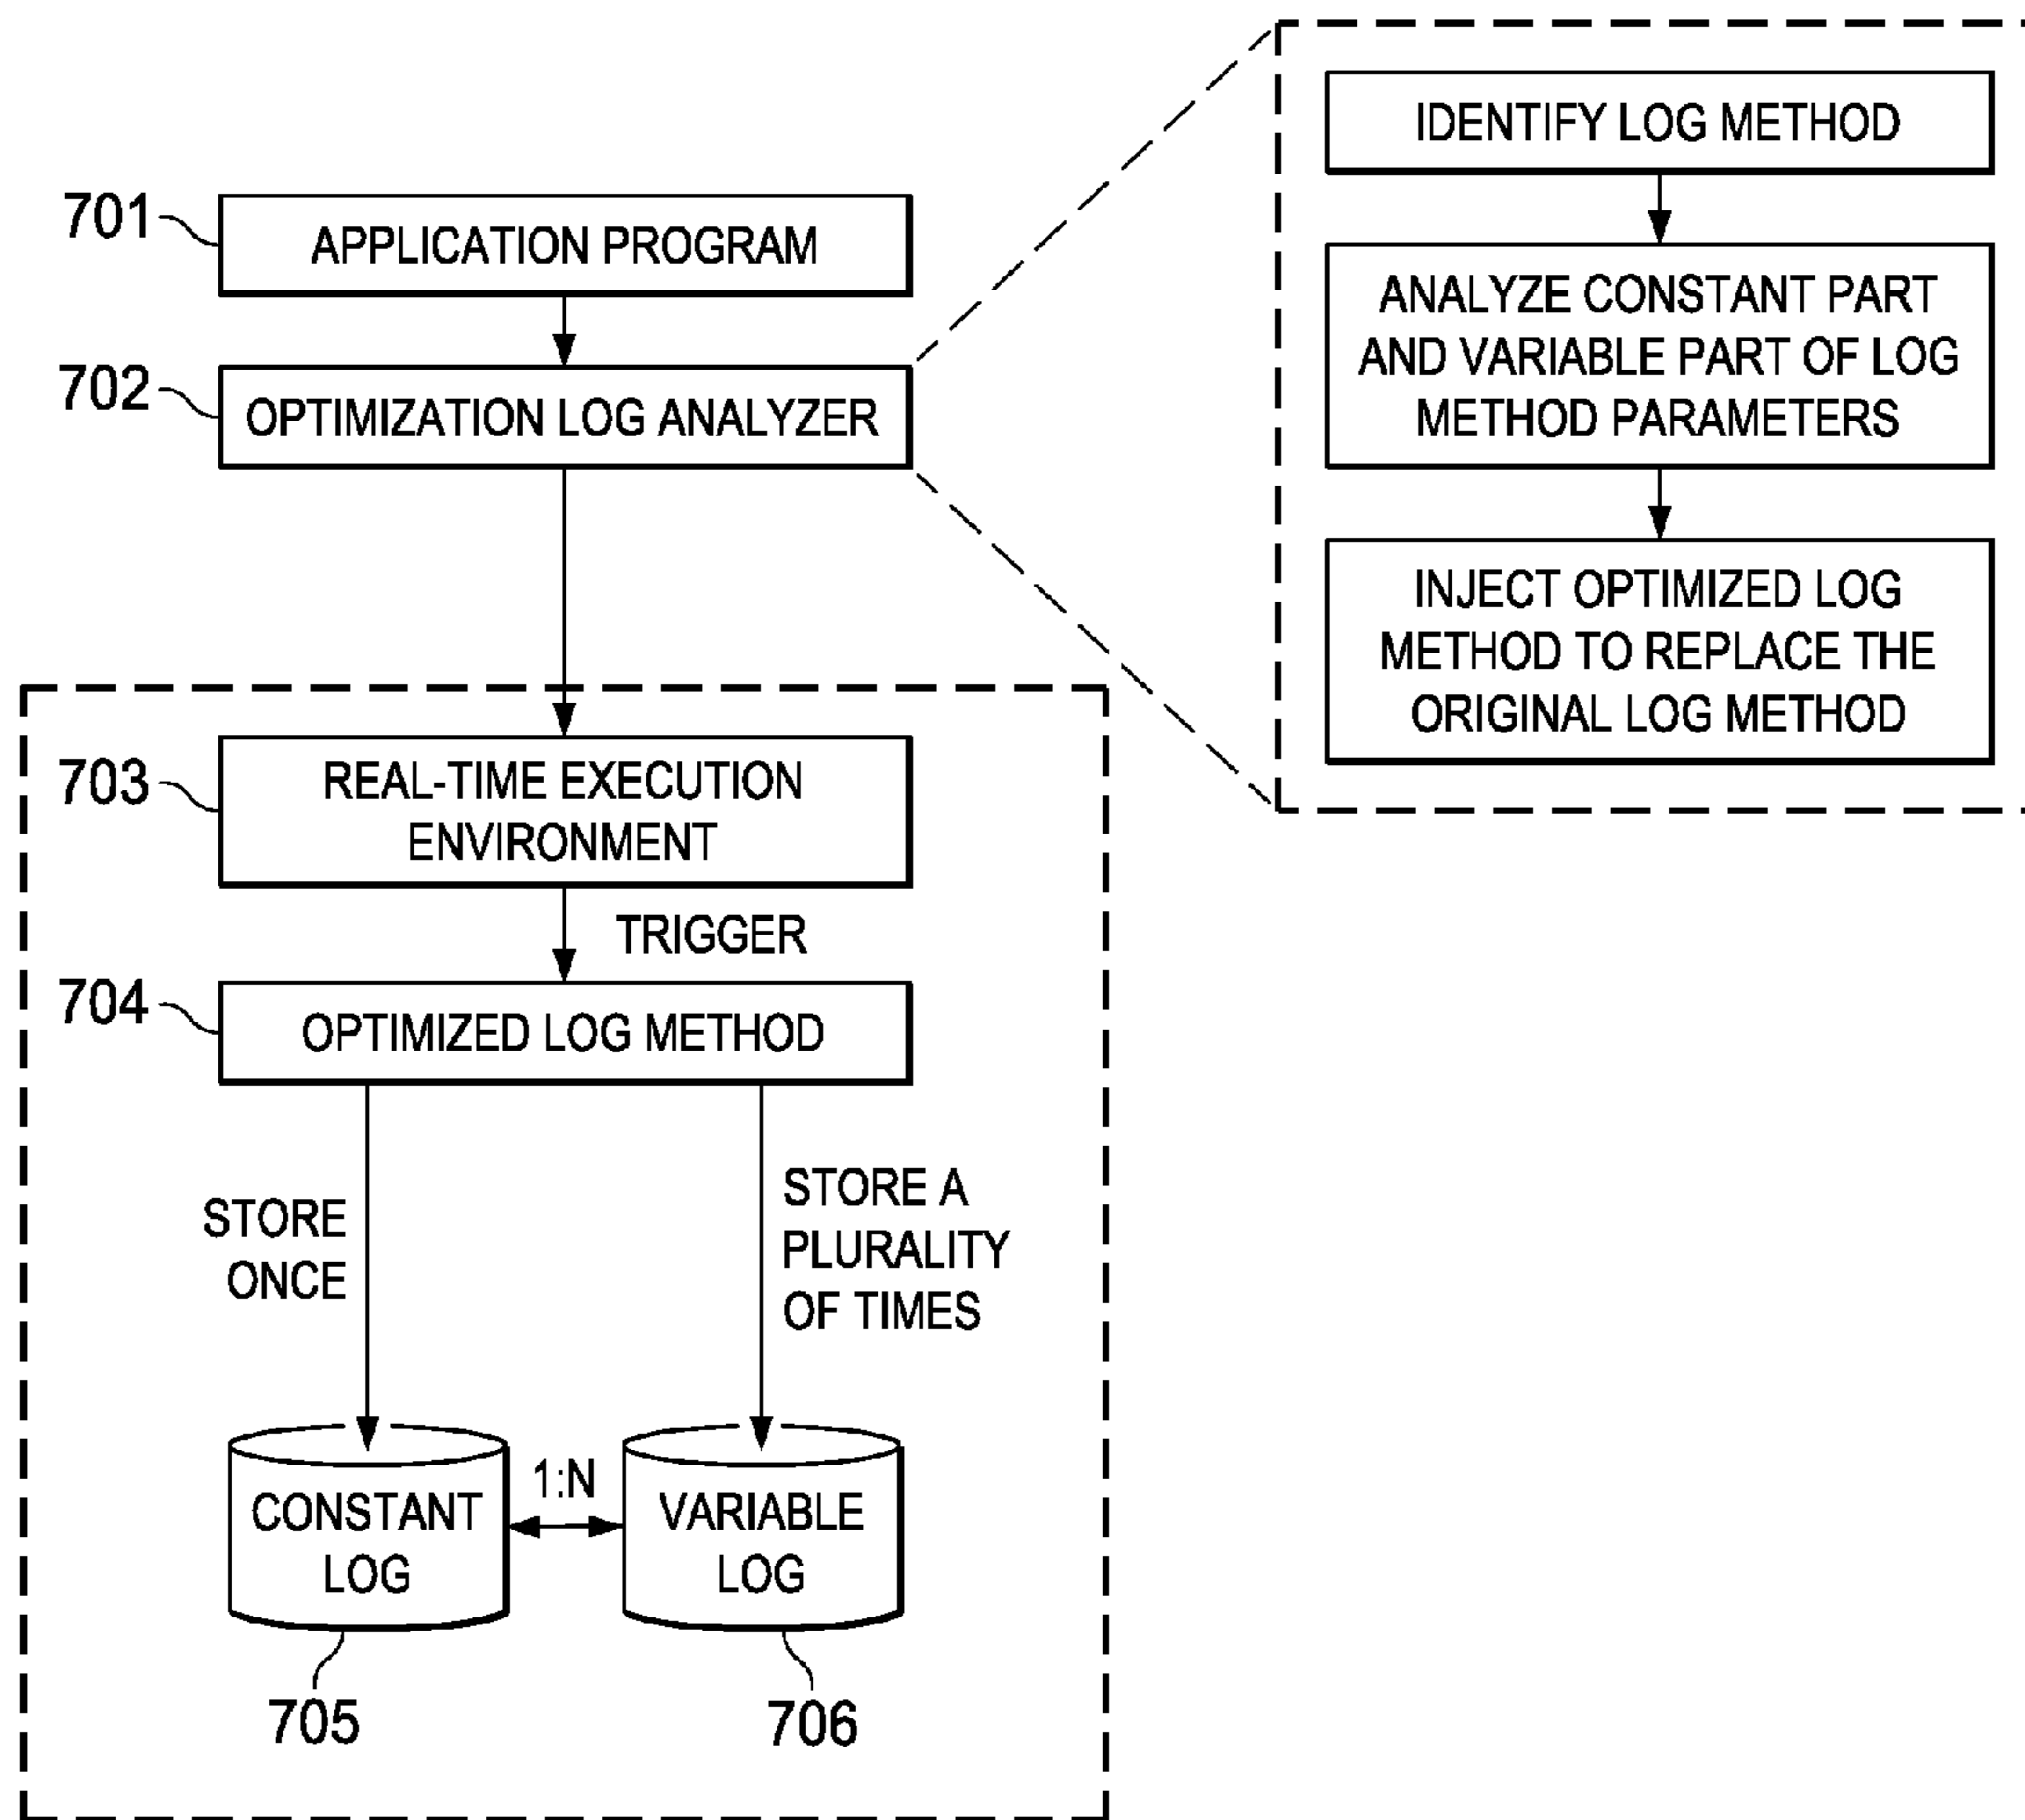 701
APPLICATION PROGRAM
702
OPTIMIZATION LOG ANALYZER
IDENTIFY LOG METHOD
ANALYZE CONSTANT PART
AND VARIABLE PART OF LOG
METHOD PARAMETERS
INJECT OPTIMIZED LOG
METHOD TO REPLACE THE
ORIGINAL LOG METHOD
703
REAL-TIME EXECUTION
ENVIRONMENT
TRIGGER
704
OPTIMIZED LOG METHOD
STORE
ONCE
STORE A
PLURALITY
OF TIMES
CONSTANT
LOG
1:N
VARIABLE
LOG
705
706